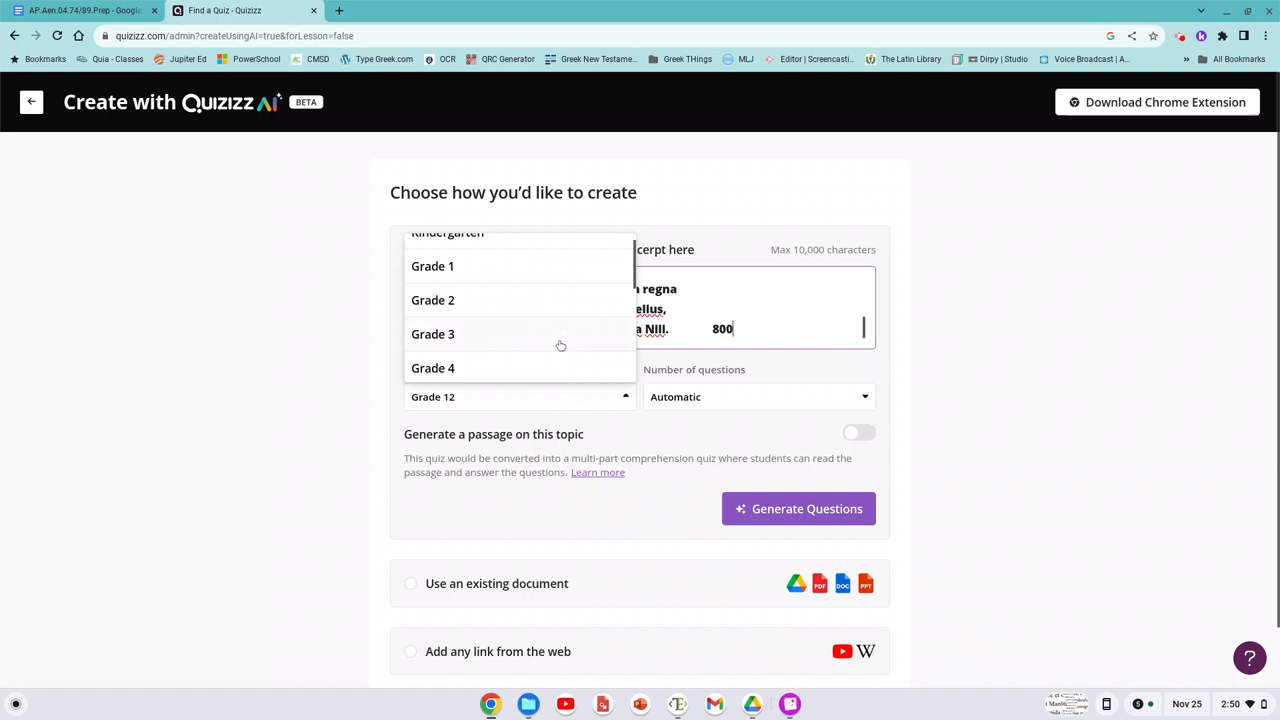 AP.Aen.04.74/89.Prep - Google
Find a Quiz - Quizizz
quizizz.com/admin?createUsingAI=true&forLesson=false
Bookmarks Quia - Classes Jupiter Ed PowerSchool CMSD Type Greek.com OCR QRC Generator Greek New Testame... Greek THings MLJ Editor | Screencasti... The Latin Library Dirpy | Studio Voice Broadcast | A... » All Bookmarks
Create with QUIZIZZ AI BETA
Download Chrome Extension
Choose how you'd like to create
Kindergarten
cerpt here
Max 10,000 characters
Grade 1
regna
Grade 2
ellus,
Grade 3
a Nill. 800
Grade 4
Number of questions
Grade 12
Automatic
Generate a passage on this topic
This quiz would be converted into a multi-part comprehension quiz where students can read the
passage and answer the questions. Learn more
Generate Questions
Use an existing document
PDF DOC PPT
Add any link from the web
W
?
Nov 25
2:50